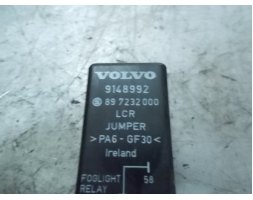 VOLVO
9148992
89 7232 000
LCR
JUMPER
>PA6 - GF30<
Ireland
FOGLIGHT
RELAY
58